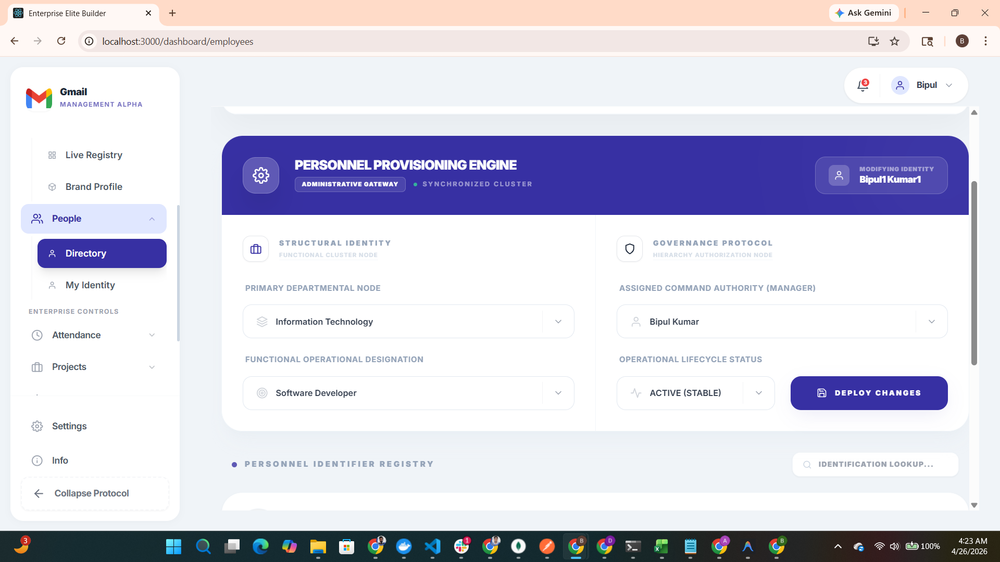 Enterprise Elite Builder
Ask Gemini
localhost:3000/dashboard/employees
B
Gmail
MANAGEMENT ALPHA
3
Bipul
Live Registry
Brand Profile
People
Directory
My Identity
ENTERPRISE CONTROLS
Attendance
Projects
Settings
Info
Collapse Protocol
PERSONNEL PROVISIONING ENGINE
ADMINISTRATIVE GATEWAY
SYNCHRONIZED CLUSTER
MODIFYING IDENTITY
Bipul1 Kumar1
STRUCTURAL IDENTITY
FUNCTIONAL CLUSTER NODE
PRIMARY DEPARTMENTAL NODE
Information Technology
FUNCTIONAL OPERATIONAL DESIGNATION
Software Developer
GOVERNANCE PROTOCOL
HIERARCHY AUTHORIZATION NODE
ASSIGNED COMMAND AUTHORITY (MANAGER)
Bipul Kumar
OPERATIONAL LIFECYCLE STATUS
ACTIVE (STABLE)
DEPLOY CHANGES
PERSONNEL IDENTIFIER REGISTRY
IDENTIFICATION LOOKUP...
3
1
B
D
A
B
100%
4:23 AM
4/26/2026